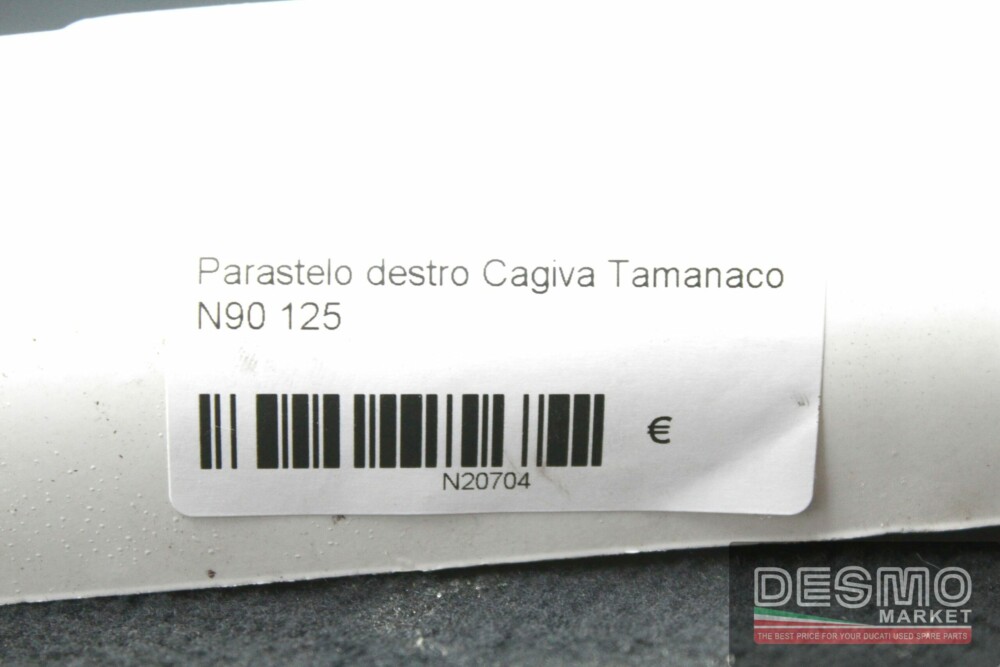 Parastelo destro Cagiva Tamanaco
N90 125
€
N20704
DESMO
MARKET
THE BEST PRICE FOR YOUR DUCATI USED SPARE PARTS